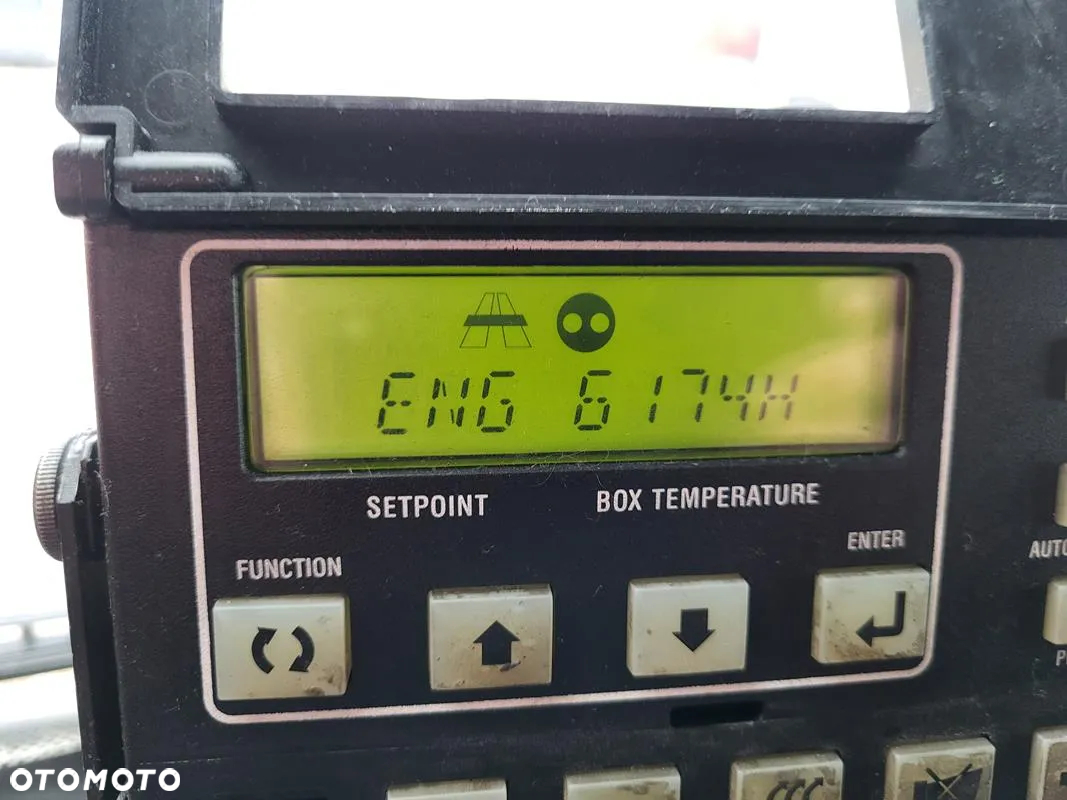 ENG 6174H
SETPOINT BOX TEMPERATURE
FUNCTION ENTER
AUTO
OTOMOTO